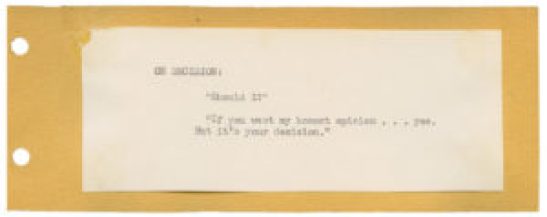 ON DECISION:
"Should I?"
"If you want my honest opinion . . . yes.
But it's your decision."